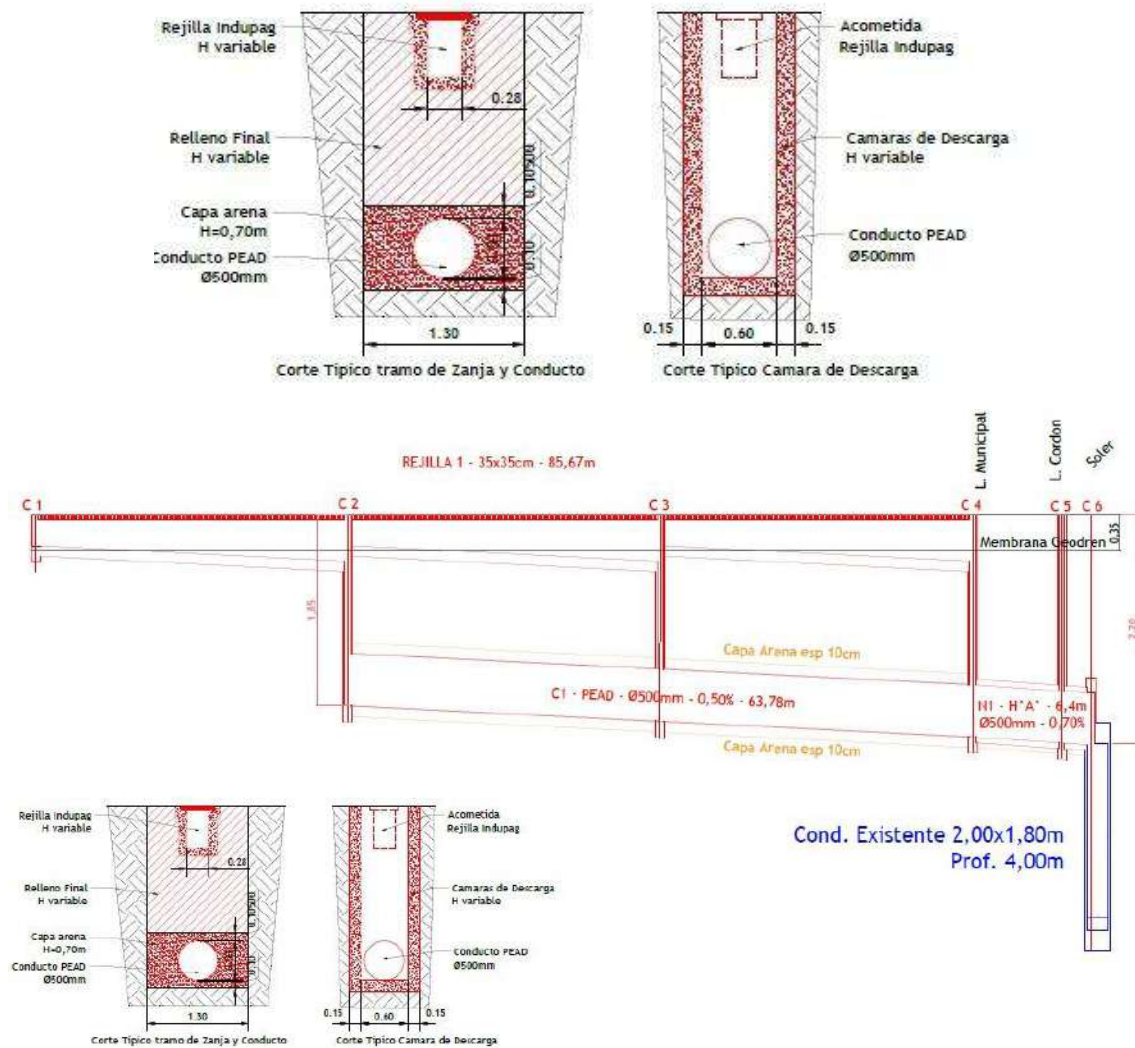 Rejilla Indupag
H variable
0.28
Relleno Final
H variable
Capa arena
H=0,70m
Conducto PEAD
Ø500mm
1.30
Corte Tipico tramo de Zanja y Conducto
Acometida
Rejilla Indupag
Camaras de Descarga
H variable
Conducto PEAD
Ø500mm
0.15
0.60
0.15
Corte Tipico Camara de Descarga
REJILLA 1 - 35x35cm - 85,67m
L. Municipal
L. Cordon
Soler
C 1
C 2
C 3
C 4
C 5
C 6
Membrana Geodren
0.35
1,85
Capa Arena esp 10cm
C1 - PEAD - Ø500mm - 0,50% - 63,78m
N1 - H°A° - 6,4m
Ø500mm - 0,70%
Capa Arena esp 10cm
Cond. Existente 2,00x1,80m
Prof. 4,00m
Rejilla Indupag
H variable
0.28
Relleno Final
H variable
Capa arena
H=0,70m
Conducto PEAD
Ø500mm
1.30
Corte Tipico tramo de Zanja y Conducto
Acometida
Rejilla Indupag
Camaras de Descarga
H variable
Conducto PEAD
Ø500mm
0.15
0.60
0.15
Corte Tipico Camara de Descarga